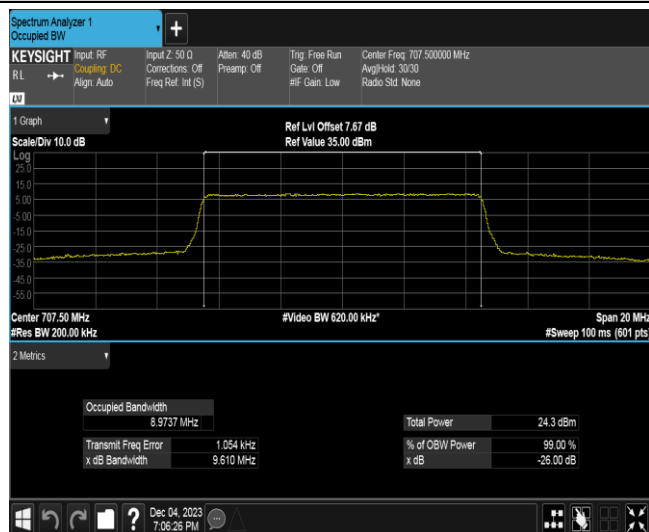 Spectrum Analyzer 1
Occupied BW
+
KEYSIGHT Input: RF Input Z: 50 Ω Atten: 40 dB Trig: Free Run Center Freq: 707.500000 MHz
RL Coupling: DC Corrections: Off Preamp: Off Gate: Off Avg|Hold: 30/30
Align: Auto Freq Ref: Int (S) #IF Gain: Low Radio Std: None
LXI
1 Graph
Ref Lvl Offset 7.67 dB
Scale/Div 10.0 dB Ref Value 35.00 dBm
Log
25.0
15.0
5.00
-5.00
-15.0
-25.0
-35.0
-45.0
-55.0
Center 707.50 MHz #Video BW 620.00 kHz* Span 20 MHz
#Res BW 200.00 kHz #Sweep 100 ms (601 pts)
2 Metrics
Occupied Bandwidth
8.9737 MHz Total Power 24.3 dBm
Transmit Freq Error 1.054 kHz % of OBW Power 99.00 %
x dB Bandwidth 9.610 MHz x dB -26.00 dB
? Dec 04, 2023
7:06:26 PM